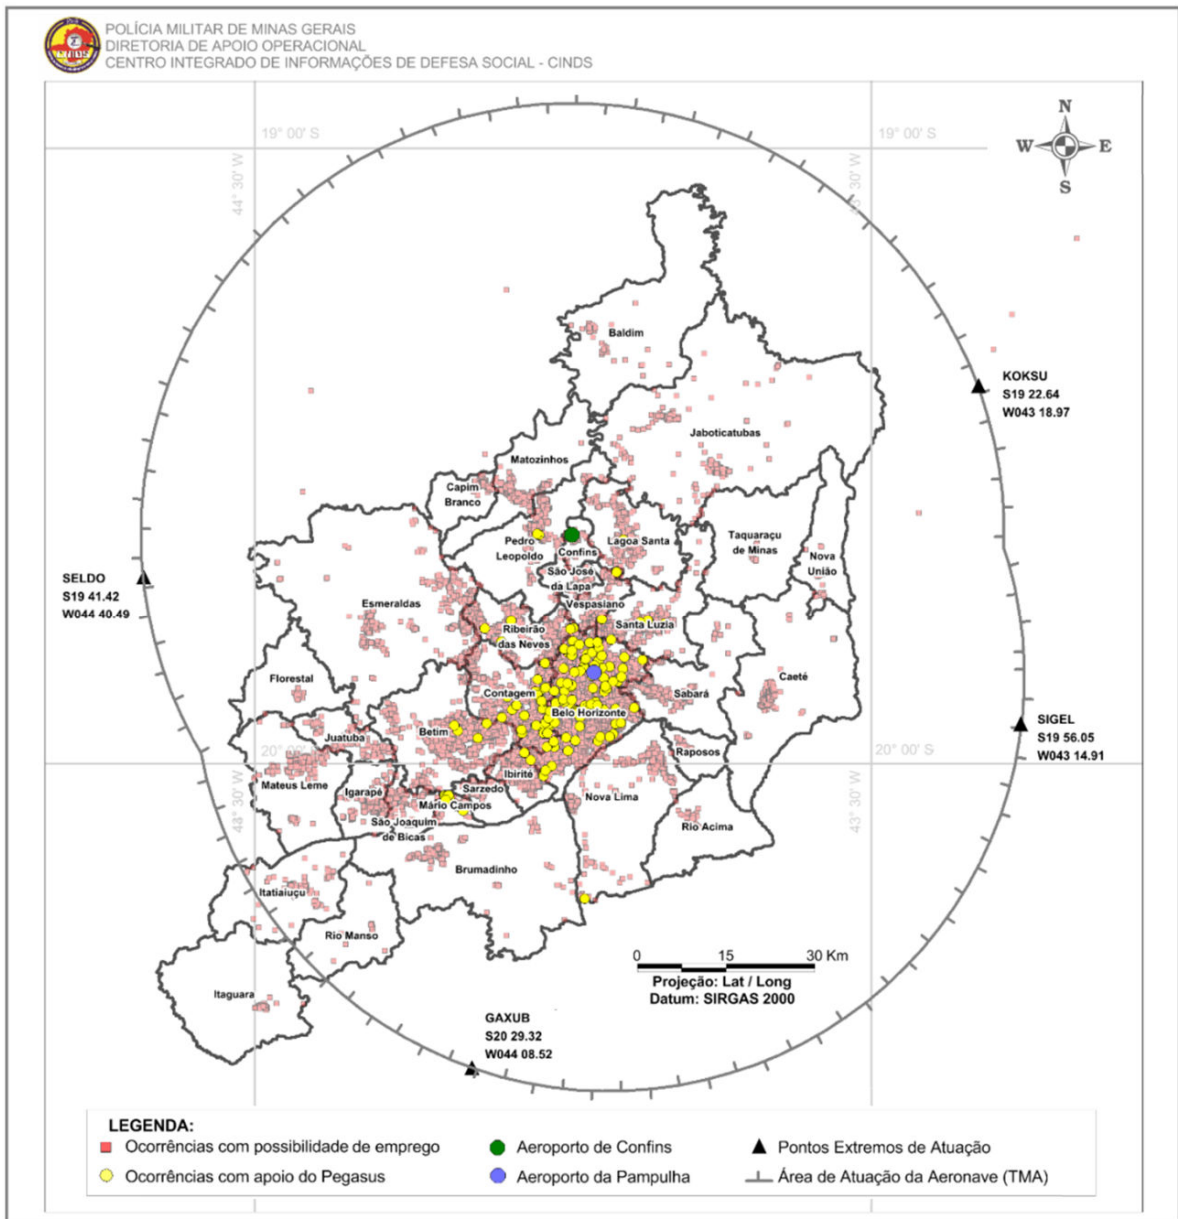 POLÍCIA MILITAR DE MINAS GERAIS
DIRETORIA DE APOIO OPERACIONAL
CENTRO INTEGRADO DE INFORMAÇÕES DE DEFESA SOCIAL - CINDS
N
W E
S
19° 00' S
19° 00' S
44° 30' W
43° 30' W
Baldim
KOKSU
S19 22.64
W043 18.97
Jaboticatubas
Matozinhos
Capim
Branco
Taquaraçu
de Minas
Nova
União
Pedro
Leopoldo
Confins
Lagoa Santa
São José
da Lapa
Vespasiano
SELDO
S19 41.42
W044 40.49
Esmeraldas
Ribeirão
das Neves
Santa Luzia
Florestal
Contagem
Sabará
Caeté
Belo Horizonte
Betim
Juatuba
SIGEL
S19 56.05
W043 14.91
20° 00' S
20° 00' S
Raposos
Mateus Leme
Igarapé
Ibirité
Sarzedo
Mário Campos
Nova Lima
48° 30' W
43° 30' W
São Joaquim
de Bicas
Rio Acima
Brumadinho
Itatiaiuçu
Rio Manso
Itaguara
0 15 30 Km
Projeção: Lat / Long
Datum: SIRGAS 2000
GAXUB
S20 29.32
W044 08.52
LEGENDA:
Ocorrências com possibilidade de emprego
Aeroporto de Confins
Pontos Extremos de Atuação
Ocorrências com apoio do Pegasus
Aeroporto da Pampulha
Área de Atuação da Aeronave (TMA)